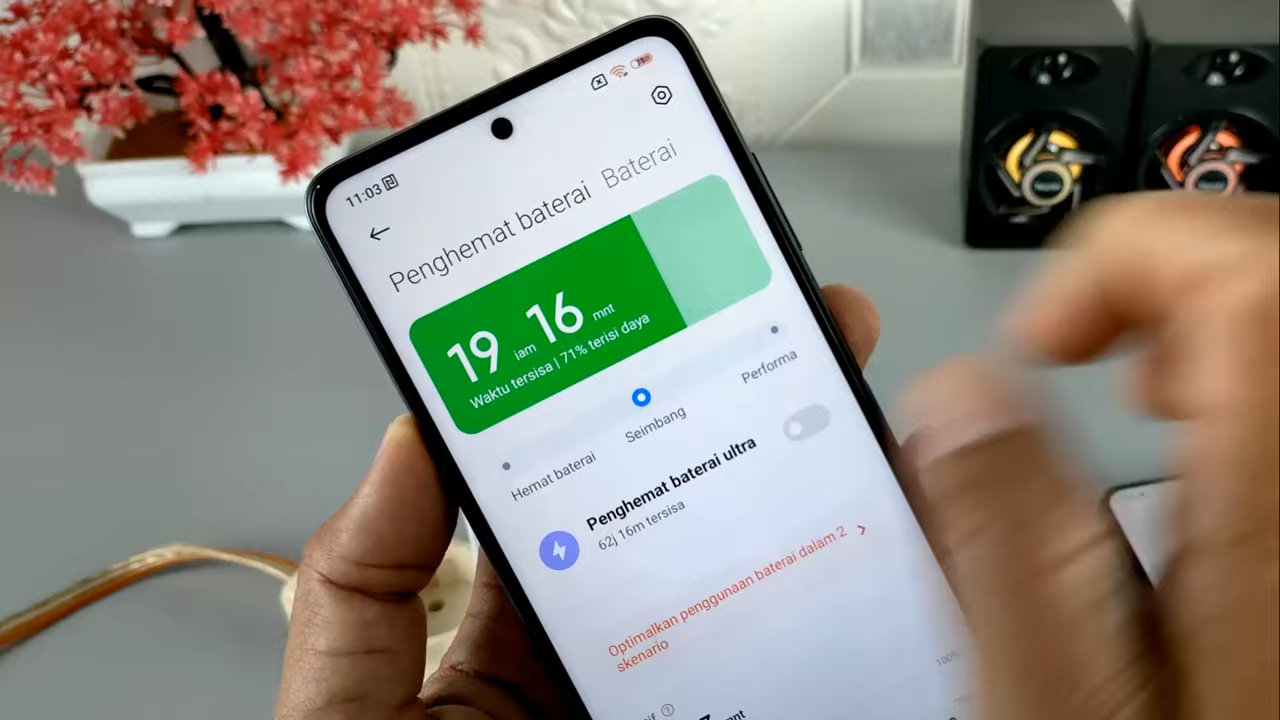 11:03
Penghemat baterai Baterai
19 jam 16 mnt
Waktu tersisa | 71% terisi daya
Performa
Seimbang
Hemat baterai
Penghemat baterai ultra
62j 16m tersisa
Optimalkan penggunaan baterai dalam 2
skenario
100%